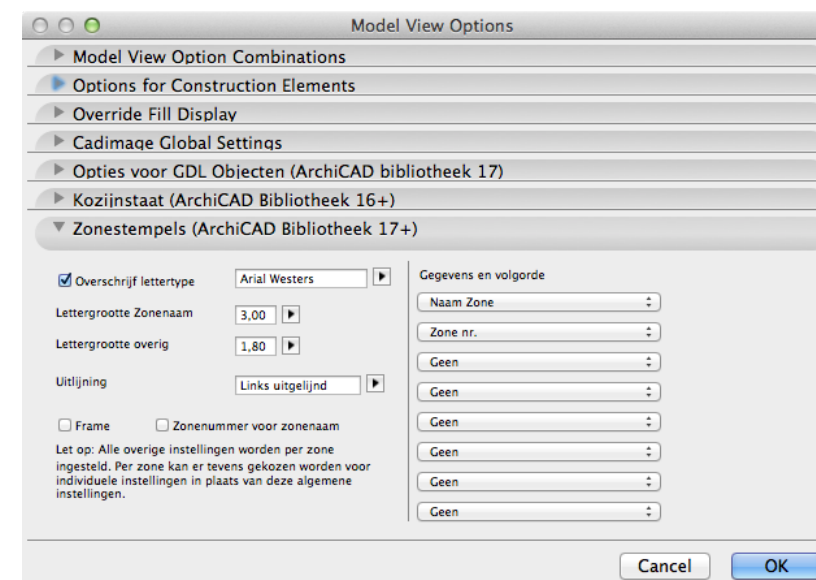 Model View Options
Model View Option Combinations
Options for Construction Elements
Override Fill Display
Cadimage Global Settings
Opties voor GDL Objecten (ArchiCAD bibliotheek 17)
Kozijnstaat (ArchiCAD Bibliotheek 16+)
Zonestempels (ArchiCAD Bibliotheek 17+)
Overschrijf lettertype
Arial Westers
Lettergrootte Zonenaam
3,00
Lettergrootte overig
1,80
Uitlijning
Links uitgelijnd
Frame
Zonenummer voor zonenaam
Let op: Alle overige instellingen worden per zone
ingesteld. Per zone kan er tevens gekozen worden voor
individuele instellingen in plaats van deze algemene
instellingen.
Gegevens en volgorde
Naam Zone
Zone nr.
Geen
Geen
Geen
Geen
Geen
Geen
Cancel
OK